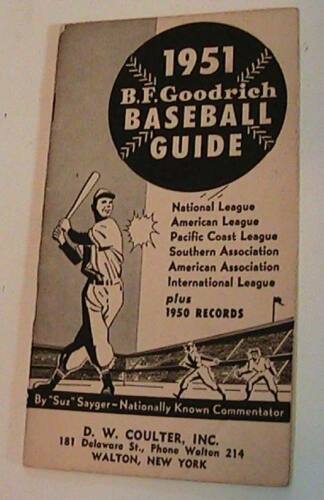 1951
B.F. Goodrich
BASEBALL
GUIDE
National League
American League
Pacific Coast League
Southern Association
American Association
International League
plus
1950 RECORDS
By "Suz" Sayger – Nationally Known Commentator
D. W. COULTER, INC.
181 Delaware St., Phone Walton 214
WALTON, NEW YORK